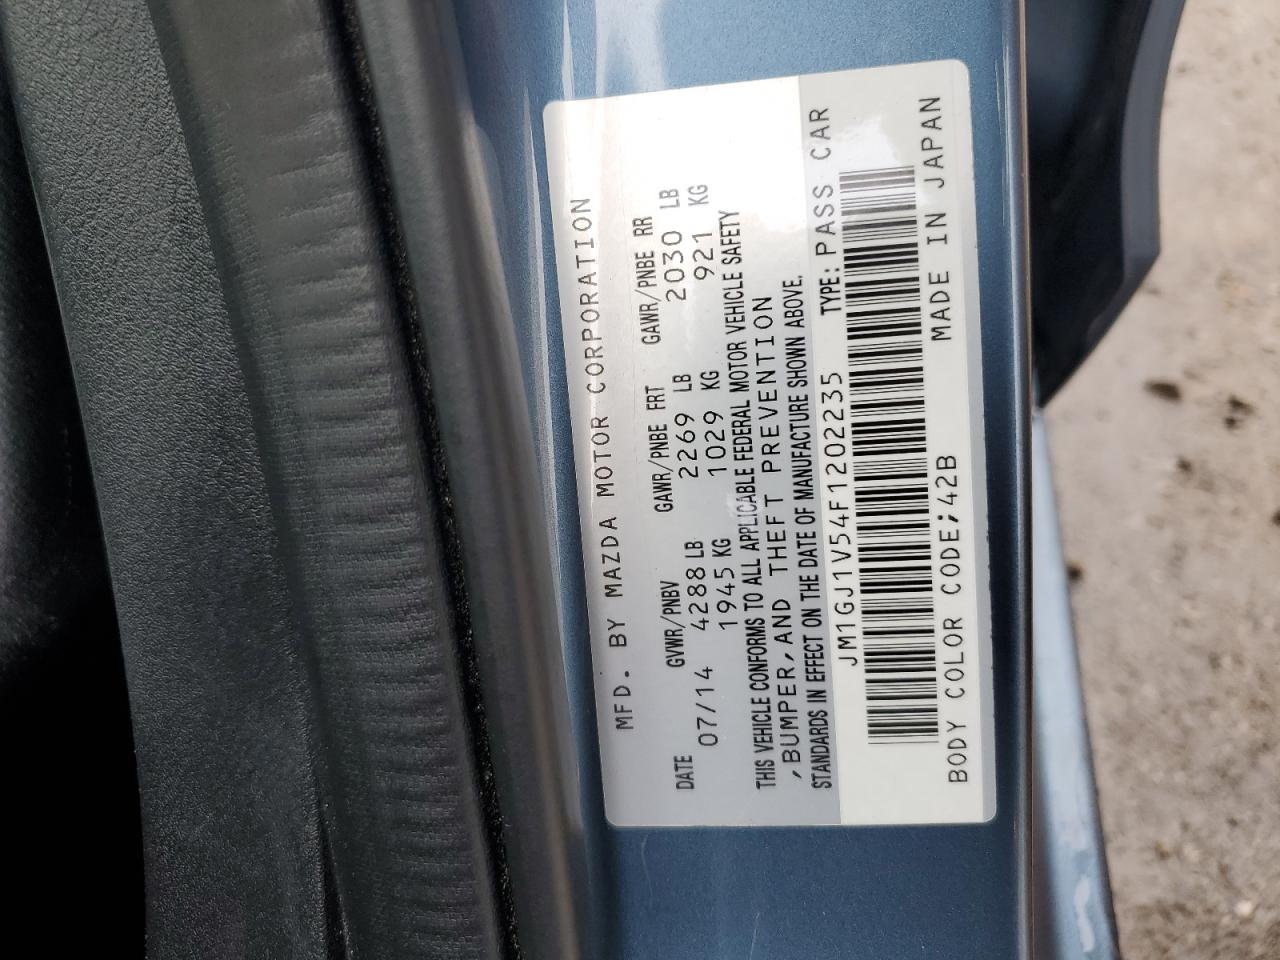 MFD. BY MAZDA MOTOR CORPORATION
DATE GVWR/PNBV GAWR/PNBE FRT GAWR/PNBE RR
07/14 4288 LB 2269 LB 2030 LB
1945 KG 1029 KG 921 KG
THIS VEHICLE CONFORMS TO ALL APPLICABLE FEDERAL MOTOR VEHICLE SAFETY
,BUMPER,AND THEFT PREVENTION
STANDARDS IN EFFECT ON THE DATE OF MANUFACTURE SHOWN ABOVE.
JM1GJ1V54F1202235 TYPE: PASS CAR
BODY COLOR CODE;42B MADE IN JAPAN